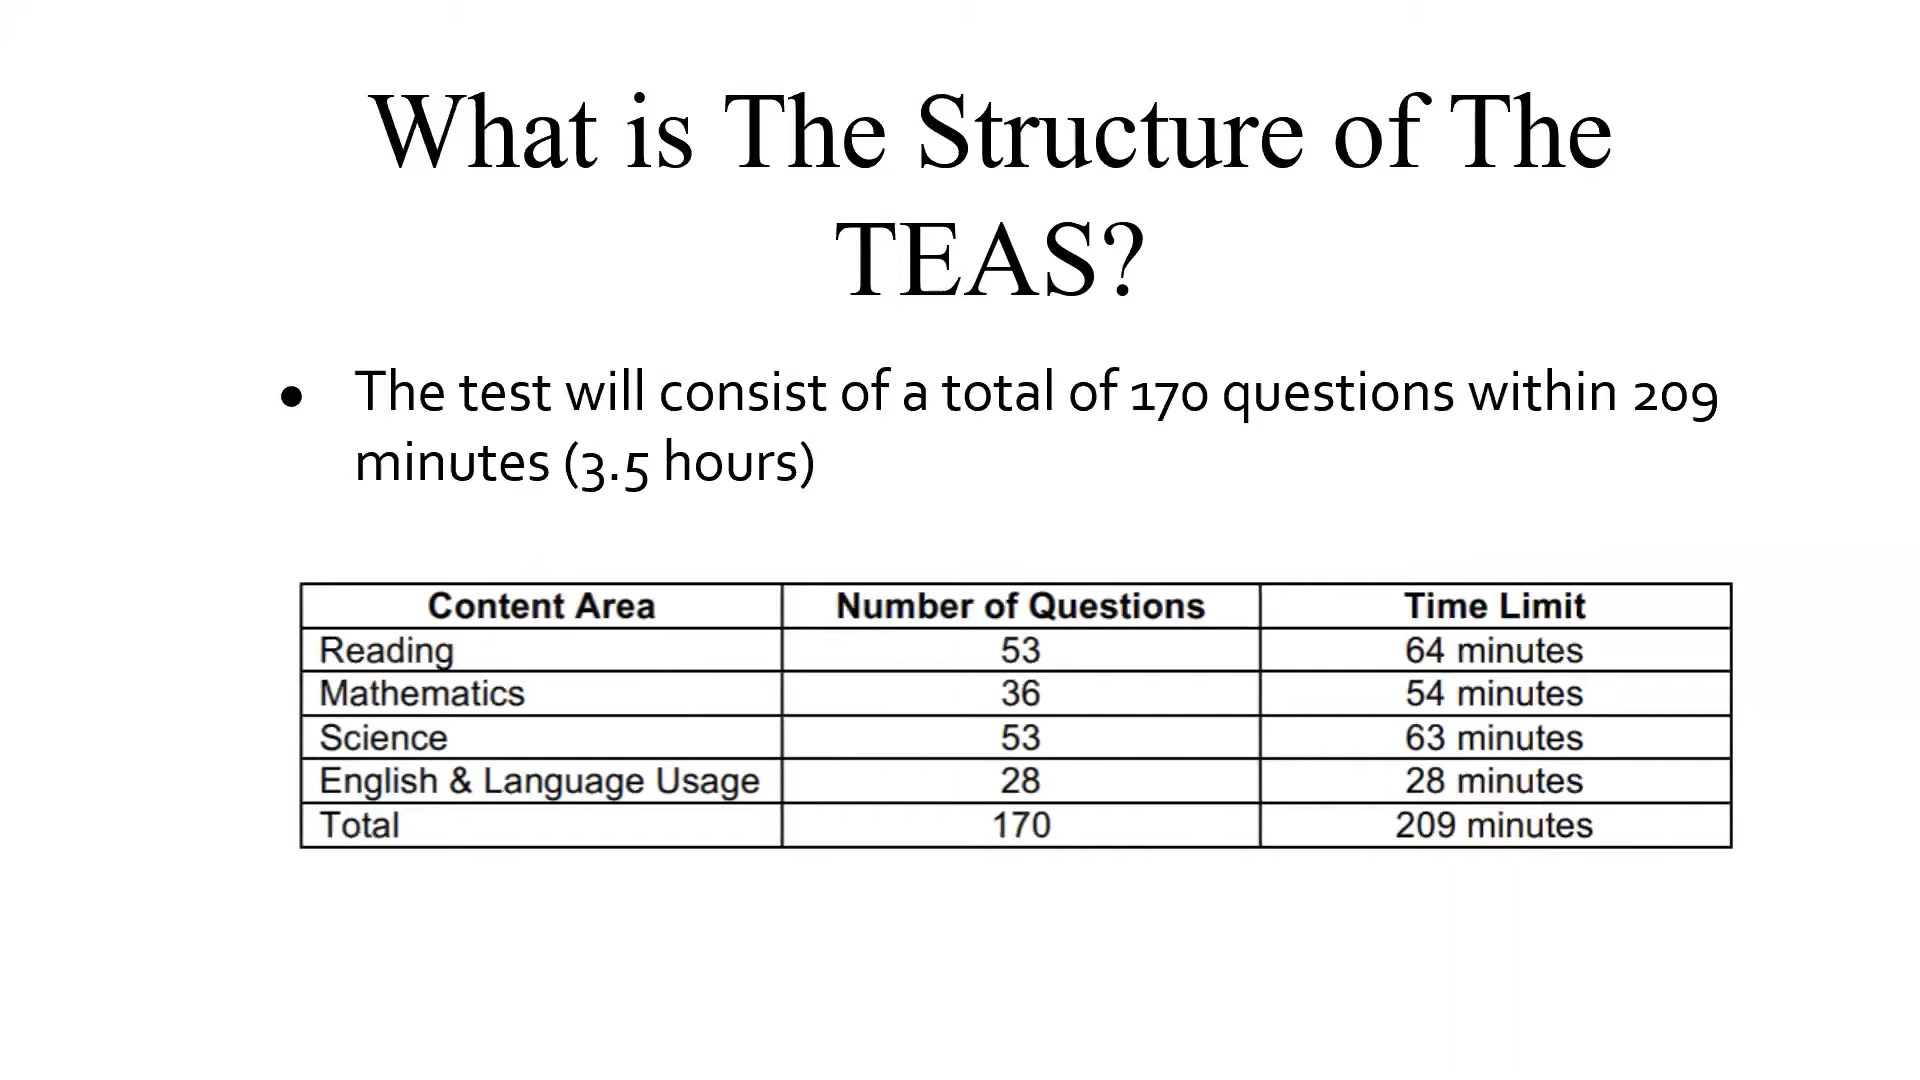 What is The Structure of The
TEAS?
● The test will consist of a total of 170 questions within 209
minutes (3.5 hours)
Content Area Number of Questions Time Limit
Reading 53 64 minutes
Mathematics 36 54 minutes
Science 53 63 minutes
English & Language Usage 28 28 minutes
Total 170 209 minutes